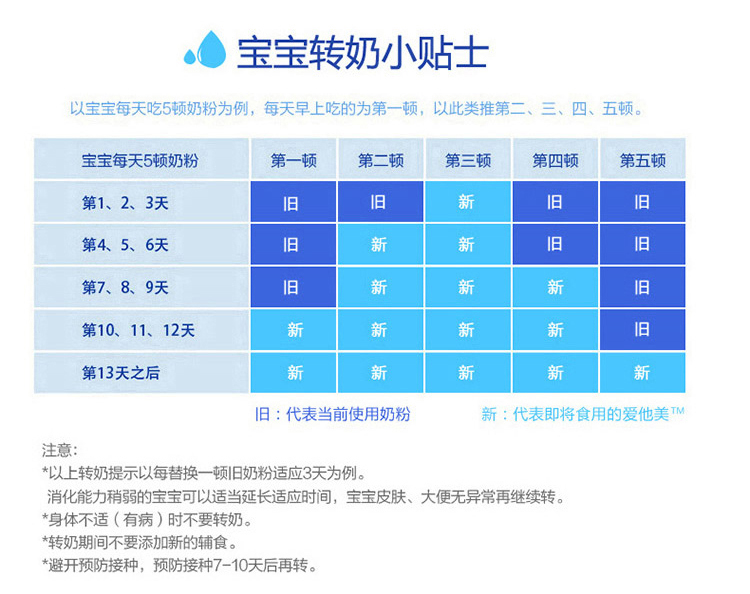 宝宝转奶小贴士
以宝宝每天吃5顿奶粉为例，每天早上吃的为第一顿，以此类推第二、三、四、五顿。
宝宝每天5顿奶粉 第一顿 第二顿 第三顿 第四顿 第五顿
第1、2、3天 旧 旧 新 旧 旧
第4、5、6天 旧 新 新 旧 旧
第7、8、9天 旧 新 新 新 旧
第10、11、12天 新 新 新 新 旧
第13天之后 新 新 新 新 新
旧：代表当前使用奶粉 新：代表即将食用的爱他美™
注意：
*以上转奶提示以每替换一顿旧奶粉适应3天为例。
消化能力稍弱的宝宝可以适当延长适应时间，宝宝皮肤、大便无异常再继续转。
*身体不适（有病）时不要转奶。
*转奶期间不要添加新的辅食。
*避开预防接种，预防接种7-10天后再转。